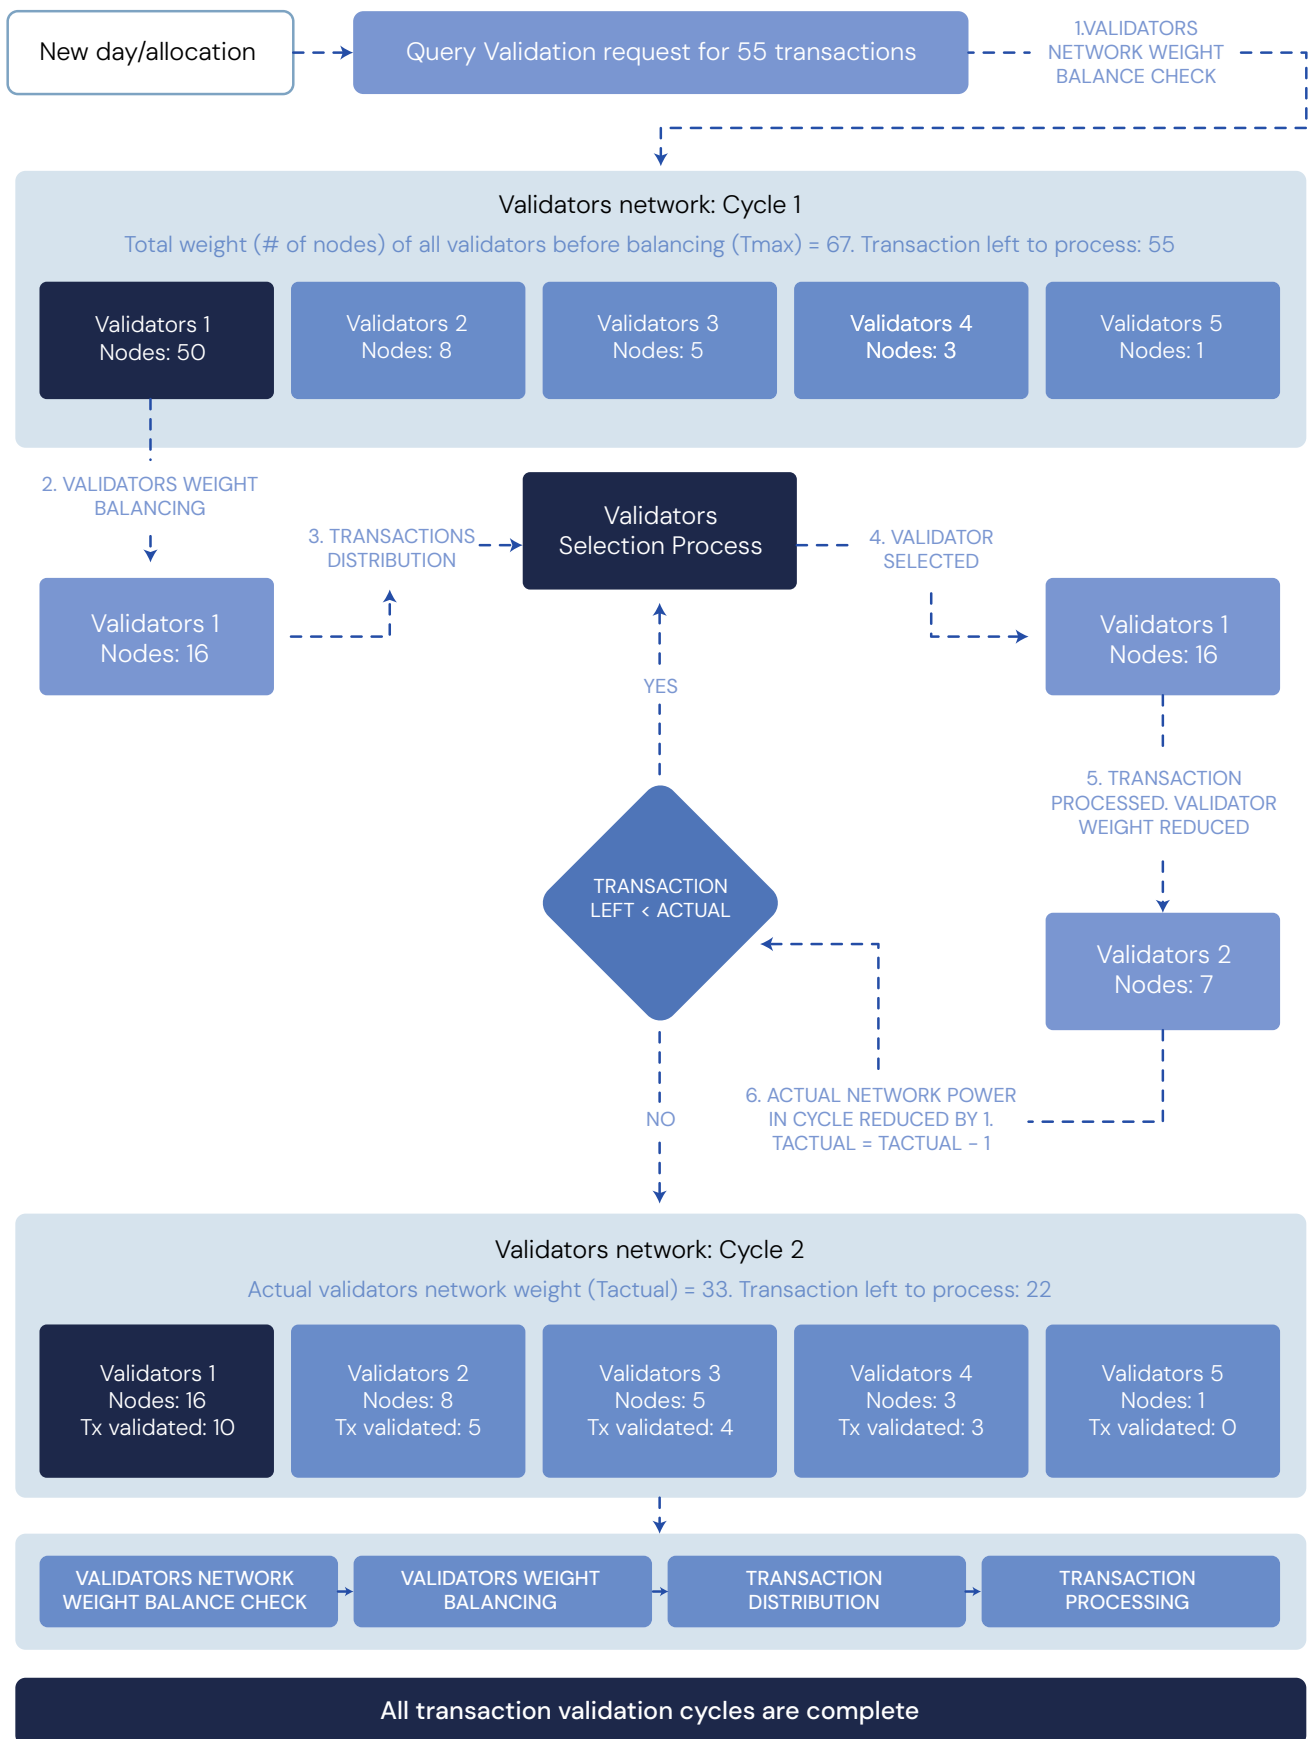 New day/allocation
Query Validation request for 55 transactions
1.VALIDATORS
NETWORK WEIGHT
BALANCE CHECK
Validators network: Cycle 1
Total weight (# of nodes) of all validators before balancing (Tmax) = 67. Transaction left to process: 55
Validators 1
Nodes: 50
Validators 2
Nodes: 8
Validators 3
Nodes: 5
Validators 4
Nodes: 3
Validators 5
Nodes: 1
2. VALIDATORS WEIGHT
BALANCING
Validators 1
Nodes: 16
3. TRANSACTIONS
DISTRIBUTION
Validators
Selection Process
4. VALIDATOR
SELECTED
Validators 1
Nodes: 16
YES
5. TRANSACTION
PROCESSED. VALIDATOR
WEIGHT REDUCED
TRANSACTION
LEFT < ACTUAL
Validators 2
Nodes: 7
6. ACTUAL NETWORK POWER
IN CYCLE REDUCED BY 1.
TACTUAL = TACTUAL - 1
NO
Validators network: Cycle 2
Actual validators network weight (Tactual) = 33. Transaction left to process: 22
Validators 1
Nodes: 16
Tx validated: 10
Validators 2
Nodes: 8
Tx validated: 5
Validators 3
Nodes: 5
Tx validated: 4
Validators 4
Nodes: 3
Tx validated: 3
Validators 5
Nodes: 1
Tx validated: 0
VALIDATORS NETWORK
WEIGHT BALANCE CHECK
VALIDATORS WEIGHT
BALANCING
TRANSACTION
DISTRIBUTION
TRANSACTION
PROCESSING
All transaction validation cycles are complete